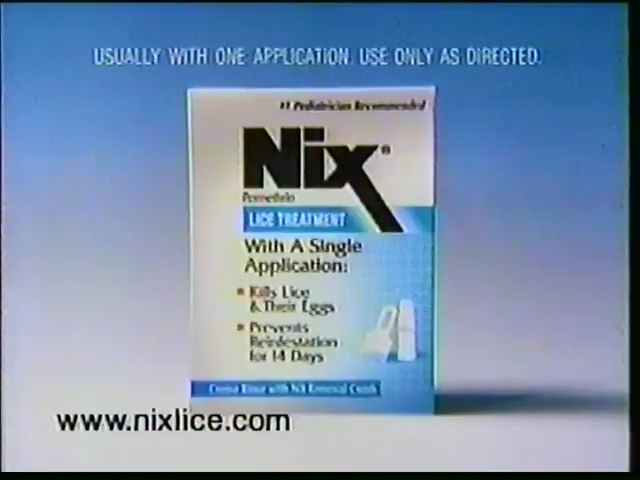 USUALLY WITH ONE APPLICATION. USE ONLY AS DIRECTED.
#1 Pediatrician Recommended
Nix®
Permethrin
LICE TREATMENT
With A Single
Application:
Kills Lice
& Their Eggs
Prevents
Reinfestation
for 14 Days
Creme Rinse with Nit Removal Comb
www.nixlice.com